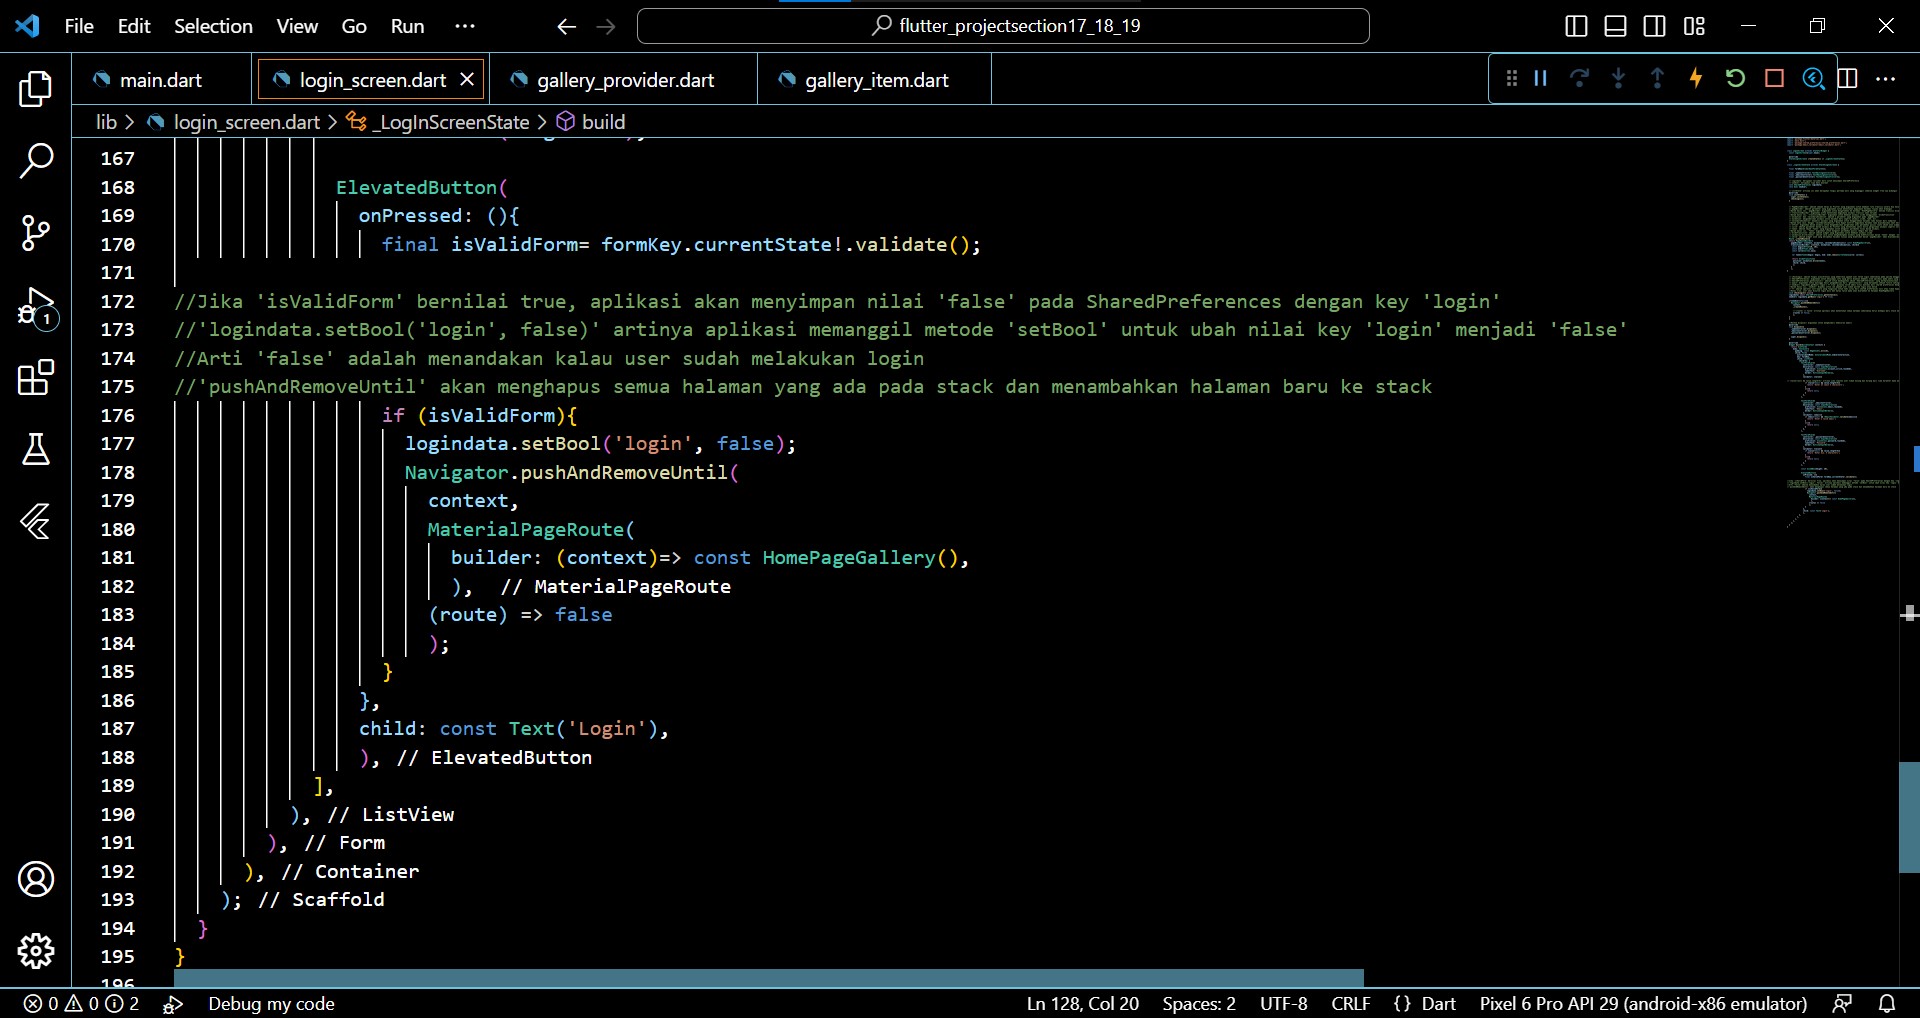 File Edit Selection View Go Run ··· flutter_projectsection17_18_19
main.dart login_screen.dart gallery_provider.dart gallery_item.dart
lib > login_screen.dart > _LogInScreenState > build
167
168 ElevatedButton(
169 onPressed: (){
170 final isValidForm= formKey.currentState!.validate();
171
172 //Jika 'isValidForm' bernilai true, aplikasi akan menyimpan nilai 'false' pada SharedPreferences dengan key 'login'
173 //'logindata.setBool('login', false)' artinya aplikasi memanggil metode 'setBool' untuk ubah nilai key 'login' menjadi 'false'
174 //Arti 'false' adalah menandakan kalau user sudah melakukan login
175 //'pushAndRemoveUntil' akan menghapus semua halaman yang ada pada stack dan menambahkan halaman baru ke stack
176 if (isValidForm){
177 logindata.setBool('login', false);
178 Navigator.pushAndRemoveUntil(
179 context,
180 MaterialPageRoute(
181 builder: (context)=> const HomePageGallery(),
182 ), // MaterialPageRoute
183 (route) => false
184 );
185 }
186 },
187 child: const Text('Login'),
188 ), // ElevatedButton
189 ],
190 ), // ListView
191 ), // Form
192 ), // Container
193 ); // Scaffold
194 }
195 }
196
1
0 0 2 Debug my code Ln 128, Col 20 Spaces: 2 UTF-8 CRLF {} Dart Pixel 6 Pro API 29 (android-x86 emulator)